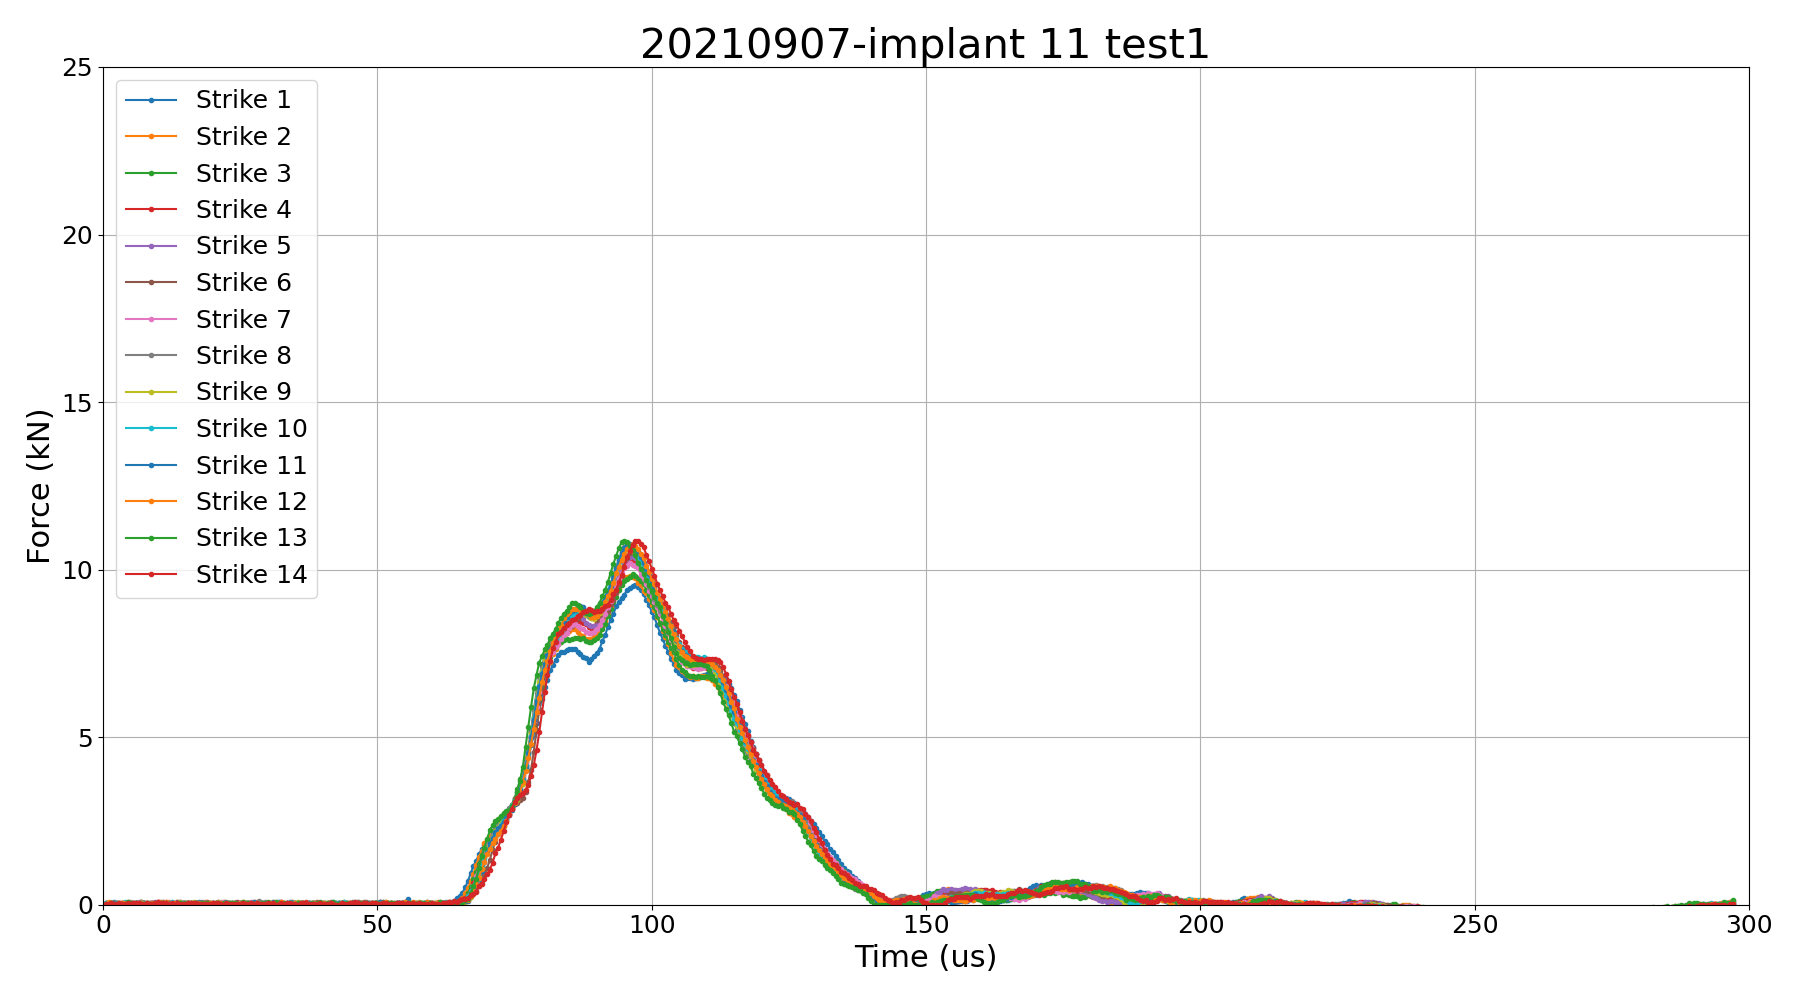 20210907-implant 11 test1
25
20
15
10
5
0
Force (kN)
Strike 1
Strike 2
Strike 3
Strike 4
Strike 5
Strike 6
Strike 7
Strike 8
Strike 9
Strike 10
Strike 11
Strike 12
Strike 13
Strike 14
0 50 100 150 200 250 300
Time (us)